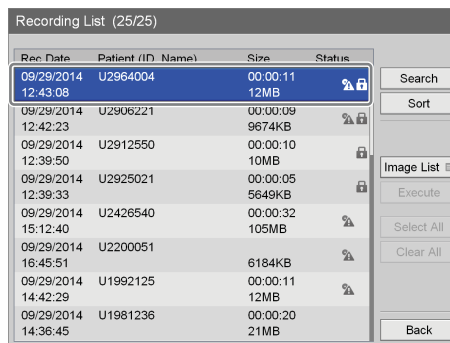 Recording List (25/25)
Rec Date Patient (ID Name) Size Status
09/29/2014 U2964004 00:00:11
12:43:08 12MB
09/29/2014 U2906221 00:00:09
12:42:23 9674KB
09/29/2014 U2912550 00:00:10
12:39:50 10MB
09/29/2014 U2925021 00:00:05
12:39:33 5649KB
09/29/2014 U2426540 00:00:32
15:12:40 105MB
09/29/2014 U2200051
16:45:51 6184KB
09/29/2014 U1992125 00:00:11
14:42:29 12MB
09/29/2014 U1981236 00:00:20
14:36:45 21MB
Search
Sort
Image List
Execute
Select All
Clear All
Back